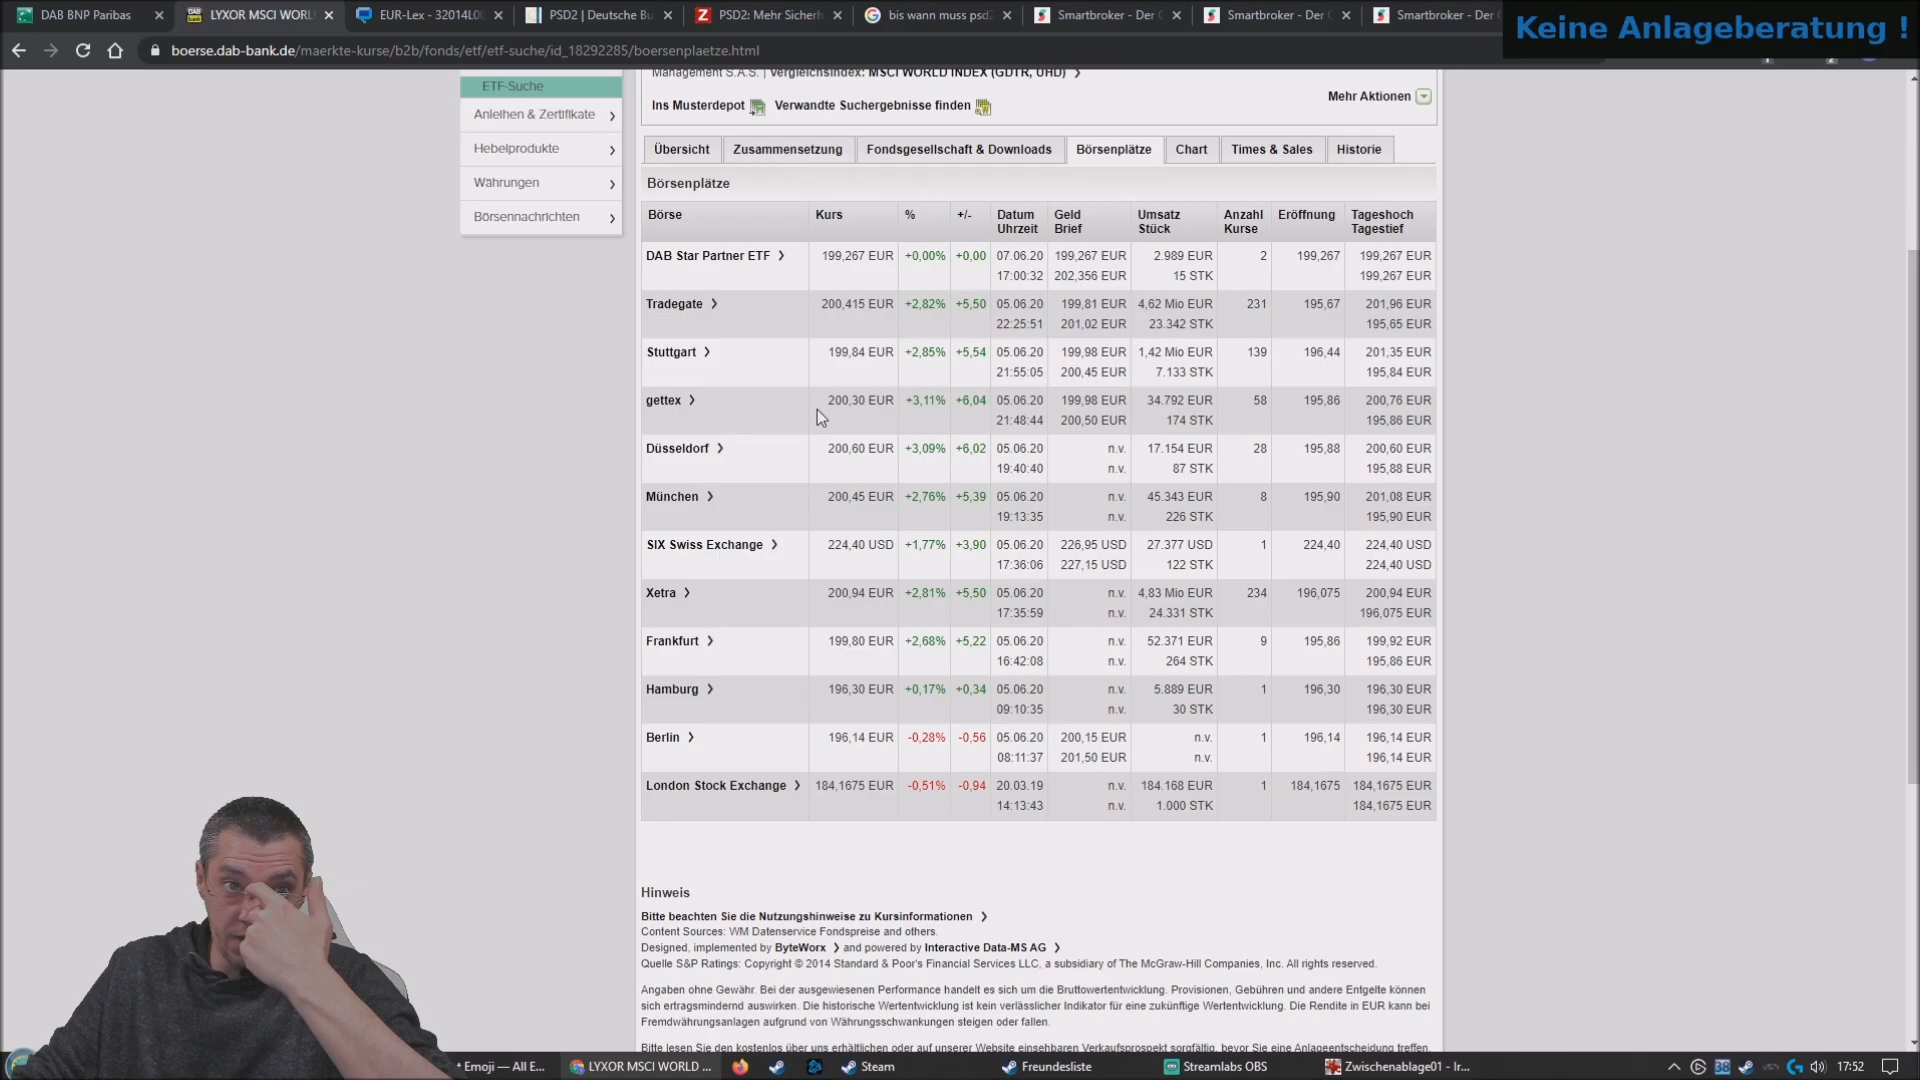 DAB BNP Paribas
LYXOR MSCI WORL
EUR-Lex - 32014L0
PSD2 | Deutsche Bu
PSD2: Mehr Sicherh
bis wann muss psd2
Smartbroker - Der
Smartbroker - Der
Smartbroker - Der
Keine Anlageberatung !
boerse.dab-bank.de/maerkte-kurse/b2b/fonds/etf/etf-suche/id_18292285/boersenplaetze.html
ETF-Suche
Anleihen & Zertifikate
Hebelprodukte
Währungen
Börsennachrichten
Management S.A.S. | Vergleichsindex: MSCI WORLD INDEX (GDTR, UHD)
Ins Musterdepot Verwandte Suchergebnisse finden
Mehr Aktionen
Übersicht Zusammensetzung Fondsgesellschaft & Downloads Börsenplätze Chart Times & Sales Historie
Börsenplätze
Börse Kurs % +/- Datum Geld Umsatz Anzahl Eröffnung Tageshoch
Uhrzeit Brief Stück Kurse Tagestief
DAB Star Partner ETF 199,267 EUR +0,00% +0,00 07.06.20 199,267 EUR 2.989 EUR 2 199,267 199,267 EUR
17:00:32 202,356 EUR 15 STK 199,267 EUR
Tradegate 200,415 EUR +2,82% +5,50 05.06.20 199,81 EUR 4,62 Mio EUR 231 195,67 201,96 EUR
22:25:51 201,02 EUR 23.342 STK 195,65 EUR
Stuttgart 199,84 EUR +2,85% +5,54 05.06.20 199,98 EUR 1,42 Mio EUR 139 196,44 201,35 EUR
21:55:05 200,45 EUR 7.133 STK 195,84 EUR
gettex 200,30 EUR +3,11% +6,04 05.06.20 199,98 EUR 34.792 EUR 58 195,86 200,76 EUR
21:48:44 200,50 EUR 174 STK 195,86 EUR
Düsseldorf 200,60 EUR +3,09% +6,02 05.06.20 n.v. 17.154 EUR 28 195,88 200,60 EUR
19:40:40 n.v. 87 STK 195,88 EUR
München 200,45 EUR +2,76% +5,39 05.06.20 n.v. 45.343 EUR 8 195,90 201,08 EUR
19:13:35 n.v. 226 STK 195,90 EUR
SIX Swiss Exchange 224,40 USD +1,77% +3,90 05.06.20 226,95 USD 27.377 USD 1 224,40 224,40 USD
17:36:06 227,15 USD 122 STK 224,40 USD
Xetra 200,94 EUR +2,81% +5,50 05.06.20 n.v. 4,83 Mio EUR 234 196,075 200,94 EUR
17:35:59 n.v. 24.331 STK 196,075 EUR
Frankfurt 199,80 EUR +2,68% +5,22 05.06.20 n.v. 52.371 EUR 9 195,86 199,92 EUR
16:42:08 n.v. 264 STK 195,86 EUR
Hamburg 196,30 EUR +0,17% +0,34 05.06.20 n.v. 5.889 EUR 1 196,30 196,30 EUR
09:10:35 n.v. 30 STK 196,30 EUR
Berlin 196,14 EUR -0,28% -0,56 05.06.20 200,15 EUR n.v. 1 196,14 196,14 EUR
08:11:37 201,50 EUR n.v. 196,14 EUR
London Stock Exchange 184,1675 EUR -0,51% -0,94 20.03.19 n.v. 184.168 EUR 1 184,1675 184,1675 EUR
14:13:43 n.v. 1.000 STK 184,1675 EUR
Hinweis
Bitte beachten Sie die Nutzungshinweise zu Kursinformationen
Content Sources: WM Datenservice Fondspreise and others.
Designed, implemented by ByteWorx and powered by Interactive Data-MS AG
Quelle S&P Ratings: Copyright © 2014 Standard & Poor's Financial Services LLC, a subsidiary of The McGraw-Hill Companies, Inc. All rights reserved.
Angaben ohne Gewähr. Bei der ausgewiesenen Performance handelt es sich um die Bruttowertentwicklung. Provisionen, Gebühren und andere Entgelte können
sich ertragsmindernd auswirken. Die historische Wertentwicklung ist kein verlässlicher Indikator für eine zukünftige Wertentwicklung. Die Rendite in EUR kann bei
Fremdwährungsanlagen aufgrund von Währungsschwankungen steigen oder fallen.
Bitte lesen Sie den kostenlos über uns erhältlichen oder auf unserer Website einsehbaren Verkaufsprospekt sorgfältig, bevor Sie eine Anlageentscheidung treffen.
* Emoji — All E...
LYXOR MSCI WORLD ...
Steam
Freundesliste
Streamlabs OBS
Zwischenablage01 - Ir...
38
17:52